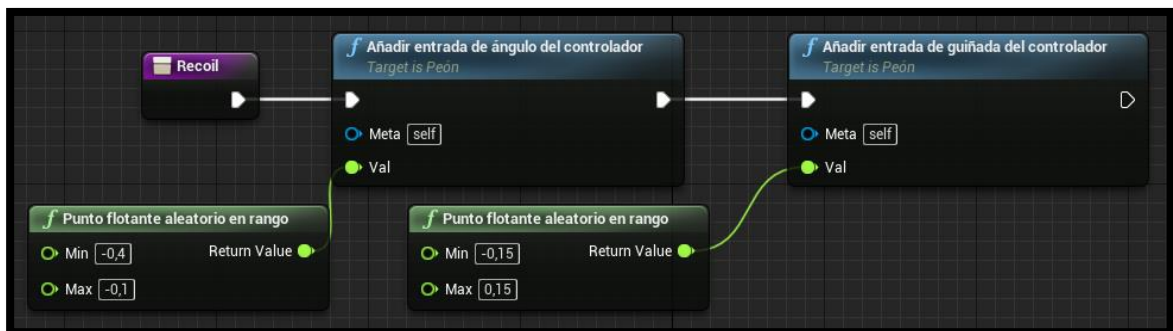 Recoil
Añadir entrada de ángulo del controlador
Target is Peón
Meta self
Val
Añadir entrada de guiñada del controlador
Target is Peón
Meta self
Val
Punto flotante aleatorio en rango
Min -0,4 Return Value
Max -0,1
Punto flotante aleatorio en rango
Min -0,15 Return Value
Max 0,15